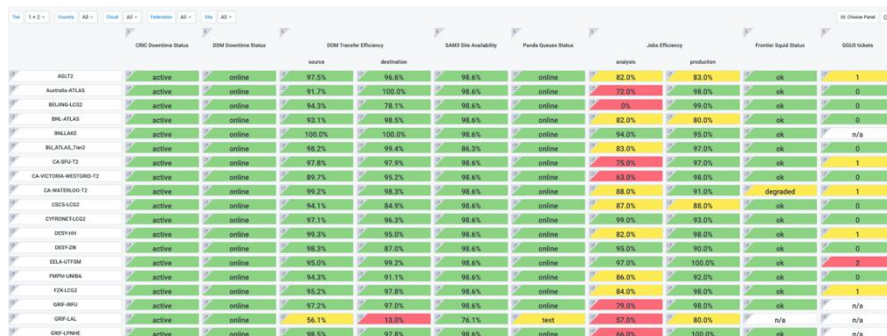 Tier 1 + 2 Country All Cloud All Federation All Site All Choose Panel
CRIC Downtime Status DDM Downtime Status DDM Transfer Efficiency SAM3 Site Availability Panda Queues Status Jobs Efficiency Frontier Squid Status GGUS tickets
source destination analysis production
AGLT2 active online 97.5% 96.6% 98.6% online 82.0% 83.0% ok 1
Australia-ATLAS active online 91.7% 100.0% 98.6% online 72.0% 98.0% ok 0
BEIJING-LCG2 active online 94.3% 78.1% 98.6% online 0% 99.0% ok 0
BNL-ATLAS active online 93.1% 98.5% 98.6% online 82.0% 80.0% ok 0
BNLLAKE active online 100.0% 100.0% 98.6% online 94.0% 95.0% ok n/a
BU_ATLAS_Tier2 active online 98.2% 99.4% 86.3% online 83.0% 97.0% ok 0
CA-SFU-T2 active online 97.8% 97.9% 98.6% online 75.0% 97.0% ok 1
CA-VICTORIA-WESTGRID-T2 active online 89.7% 95.2% 98.6% online 63.0% 98.0% ok 0
CA-WATERLOO-T2 active online 99.2% 98.3% 98.6% online 88.0% 91.0% degraded 1
CSCS-LCG2 active online 94.1% 84.9% 98.6% online 87.0% 88.0% ok 0
CYFRONET-LCG2 active online 97.1% 96.3% 98.6% online 99.0% 93.0% ok 0
DESY-HH active online 99.3% 95.0% 98.6% online 82.0% 98.0% ok 1
DESY-ZN active online 98.3% 87.0% 98.6% online 95.0% 90.0% ok 0
EELA-UTFSM active online 95.0% 99.2% 98.6% online 97.0% 100.0% ok 2
FMPhI-UNIBA active online 94.3% 91.1% 98.6% online 86.0% 92.0% ok 0
FZK-LCG2 active online 95.2% 97.8% 98.6% online 84.0% 98.0% ok 1
GRIF-IRFU active online 97.2% 97.0% 98.6% online 79.0% 98.0% ok n/a
GRIF-LAL active online 56.1% 13.0% 76.1% test 57.0% 80.0% n/a n/a
GRIF-LPNHE active online 98.5% 97.8% 98.6% online 66.0% 100.0% ok n/a